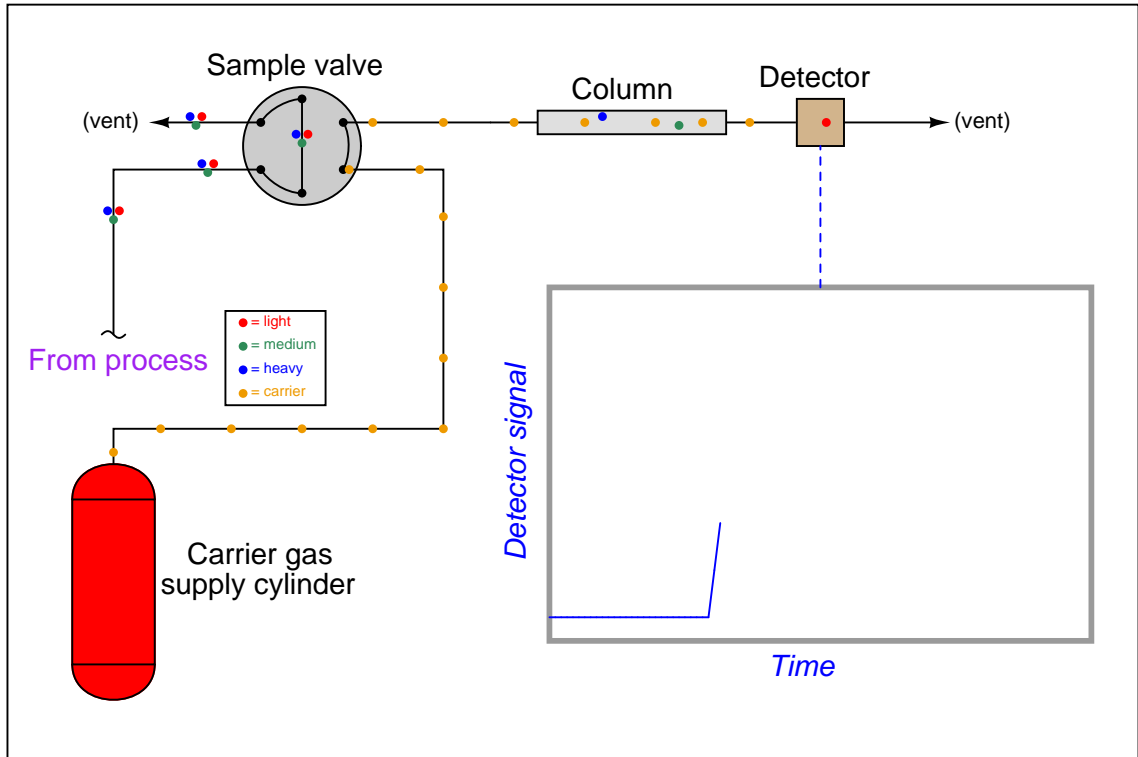 Sample valve
Column
Detector
(vent)
(vent)
= light
= medium
= heavy
= carrier
From process
Carrier gas
supply cylinder
Detector signal
Time